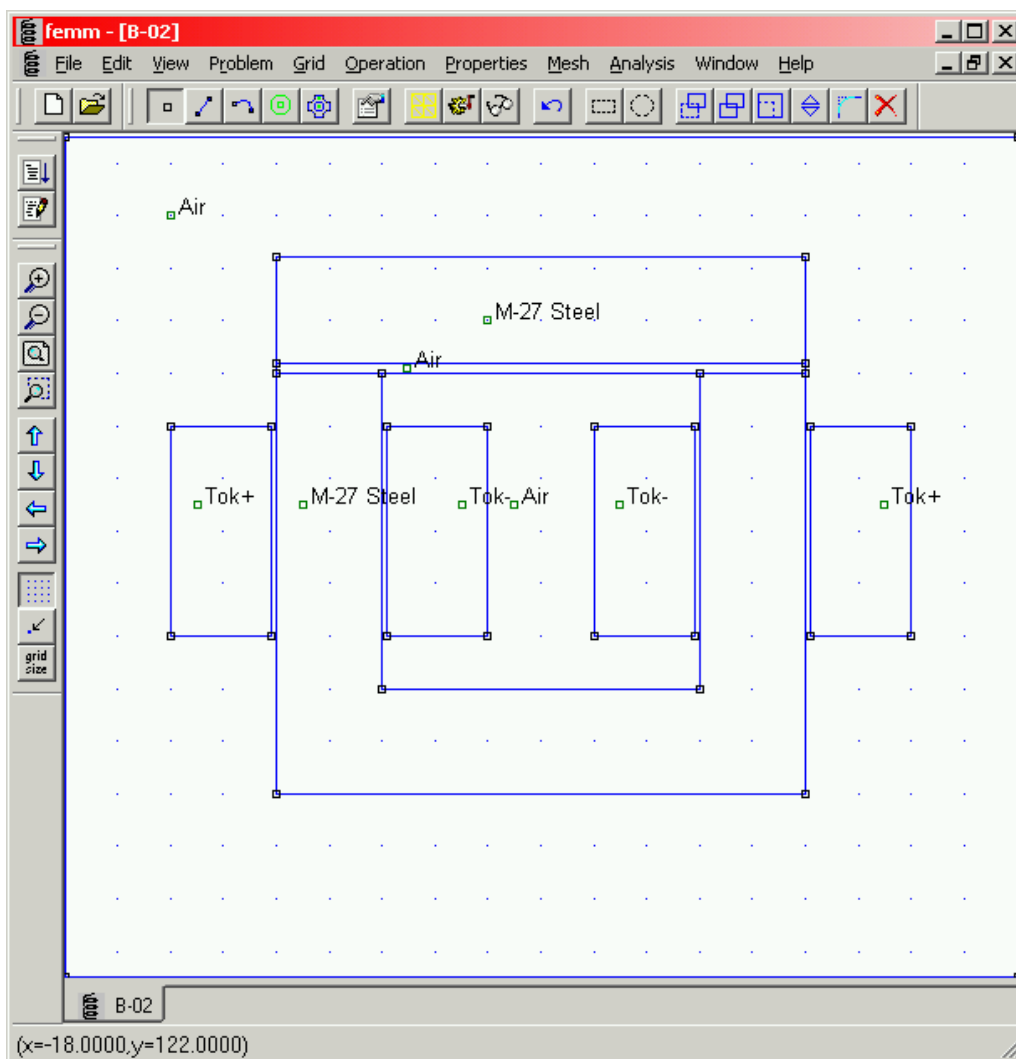 femm - [B-02]
File Edit View Problem Grid Operation Properties Mesh Analysis Window Help
Air
M-27 Steel
Air
Tok+ M-27 Steel Tok- Air Tok- Tok+
grid
size
B-02
(x=-18.0000,y=122.0000)